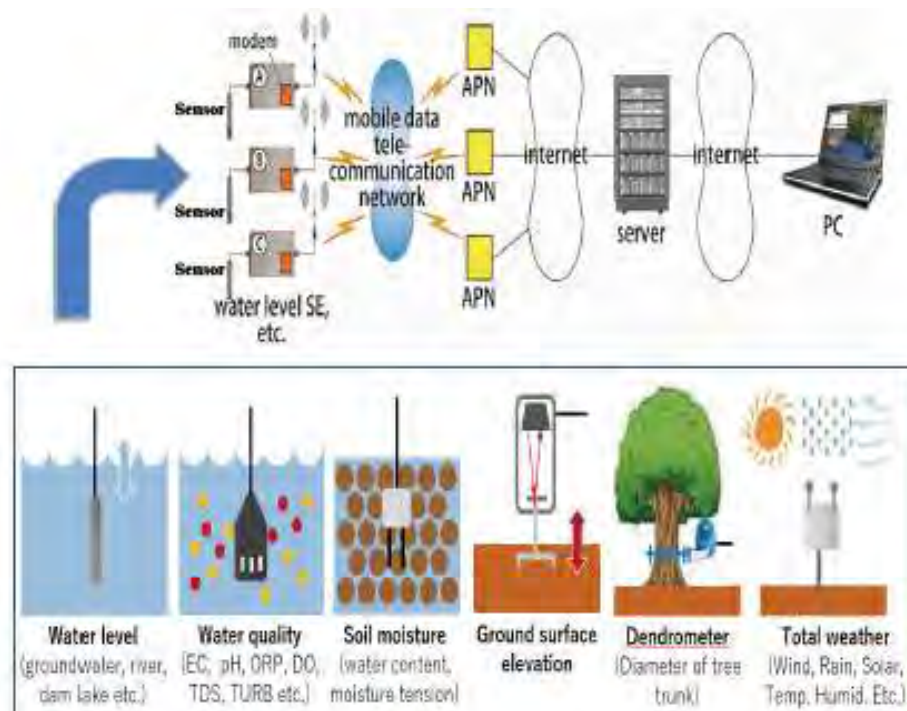 modem
A
Sensor
B
Sensor
C
Sensor
water level SE,
etc.
mobile data
tele-
communication
network
APN
APN
APN
internet
server
internet
PC
Water level
(groundwater, river,
dam lake etc.)
Water quality
(EC, pH, ORP, DO,
TDS, TURB etc.)
Soil moisture
(water content,
moisture tension)
Ground surface
elevation
Dendrometer
(Diameter of tree
trunk)
Total weather
(Wind, Rain, Solar,
Temp, Humid. Etc.)